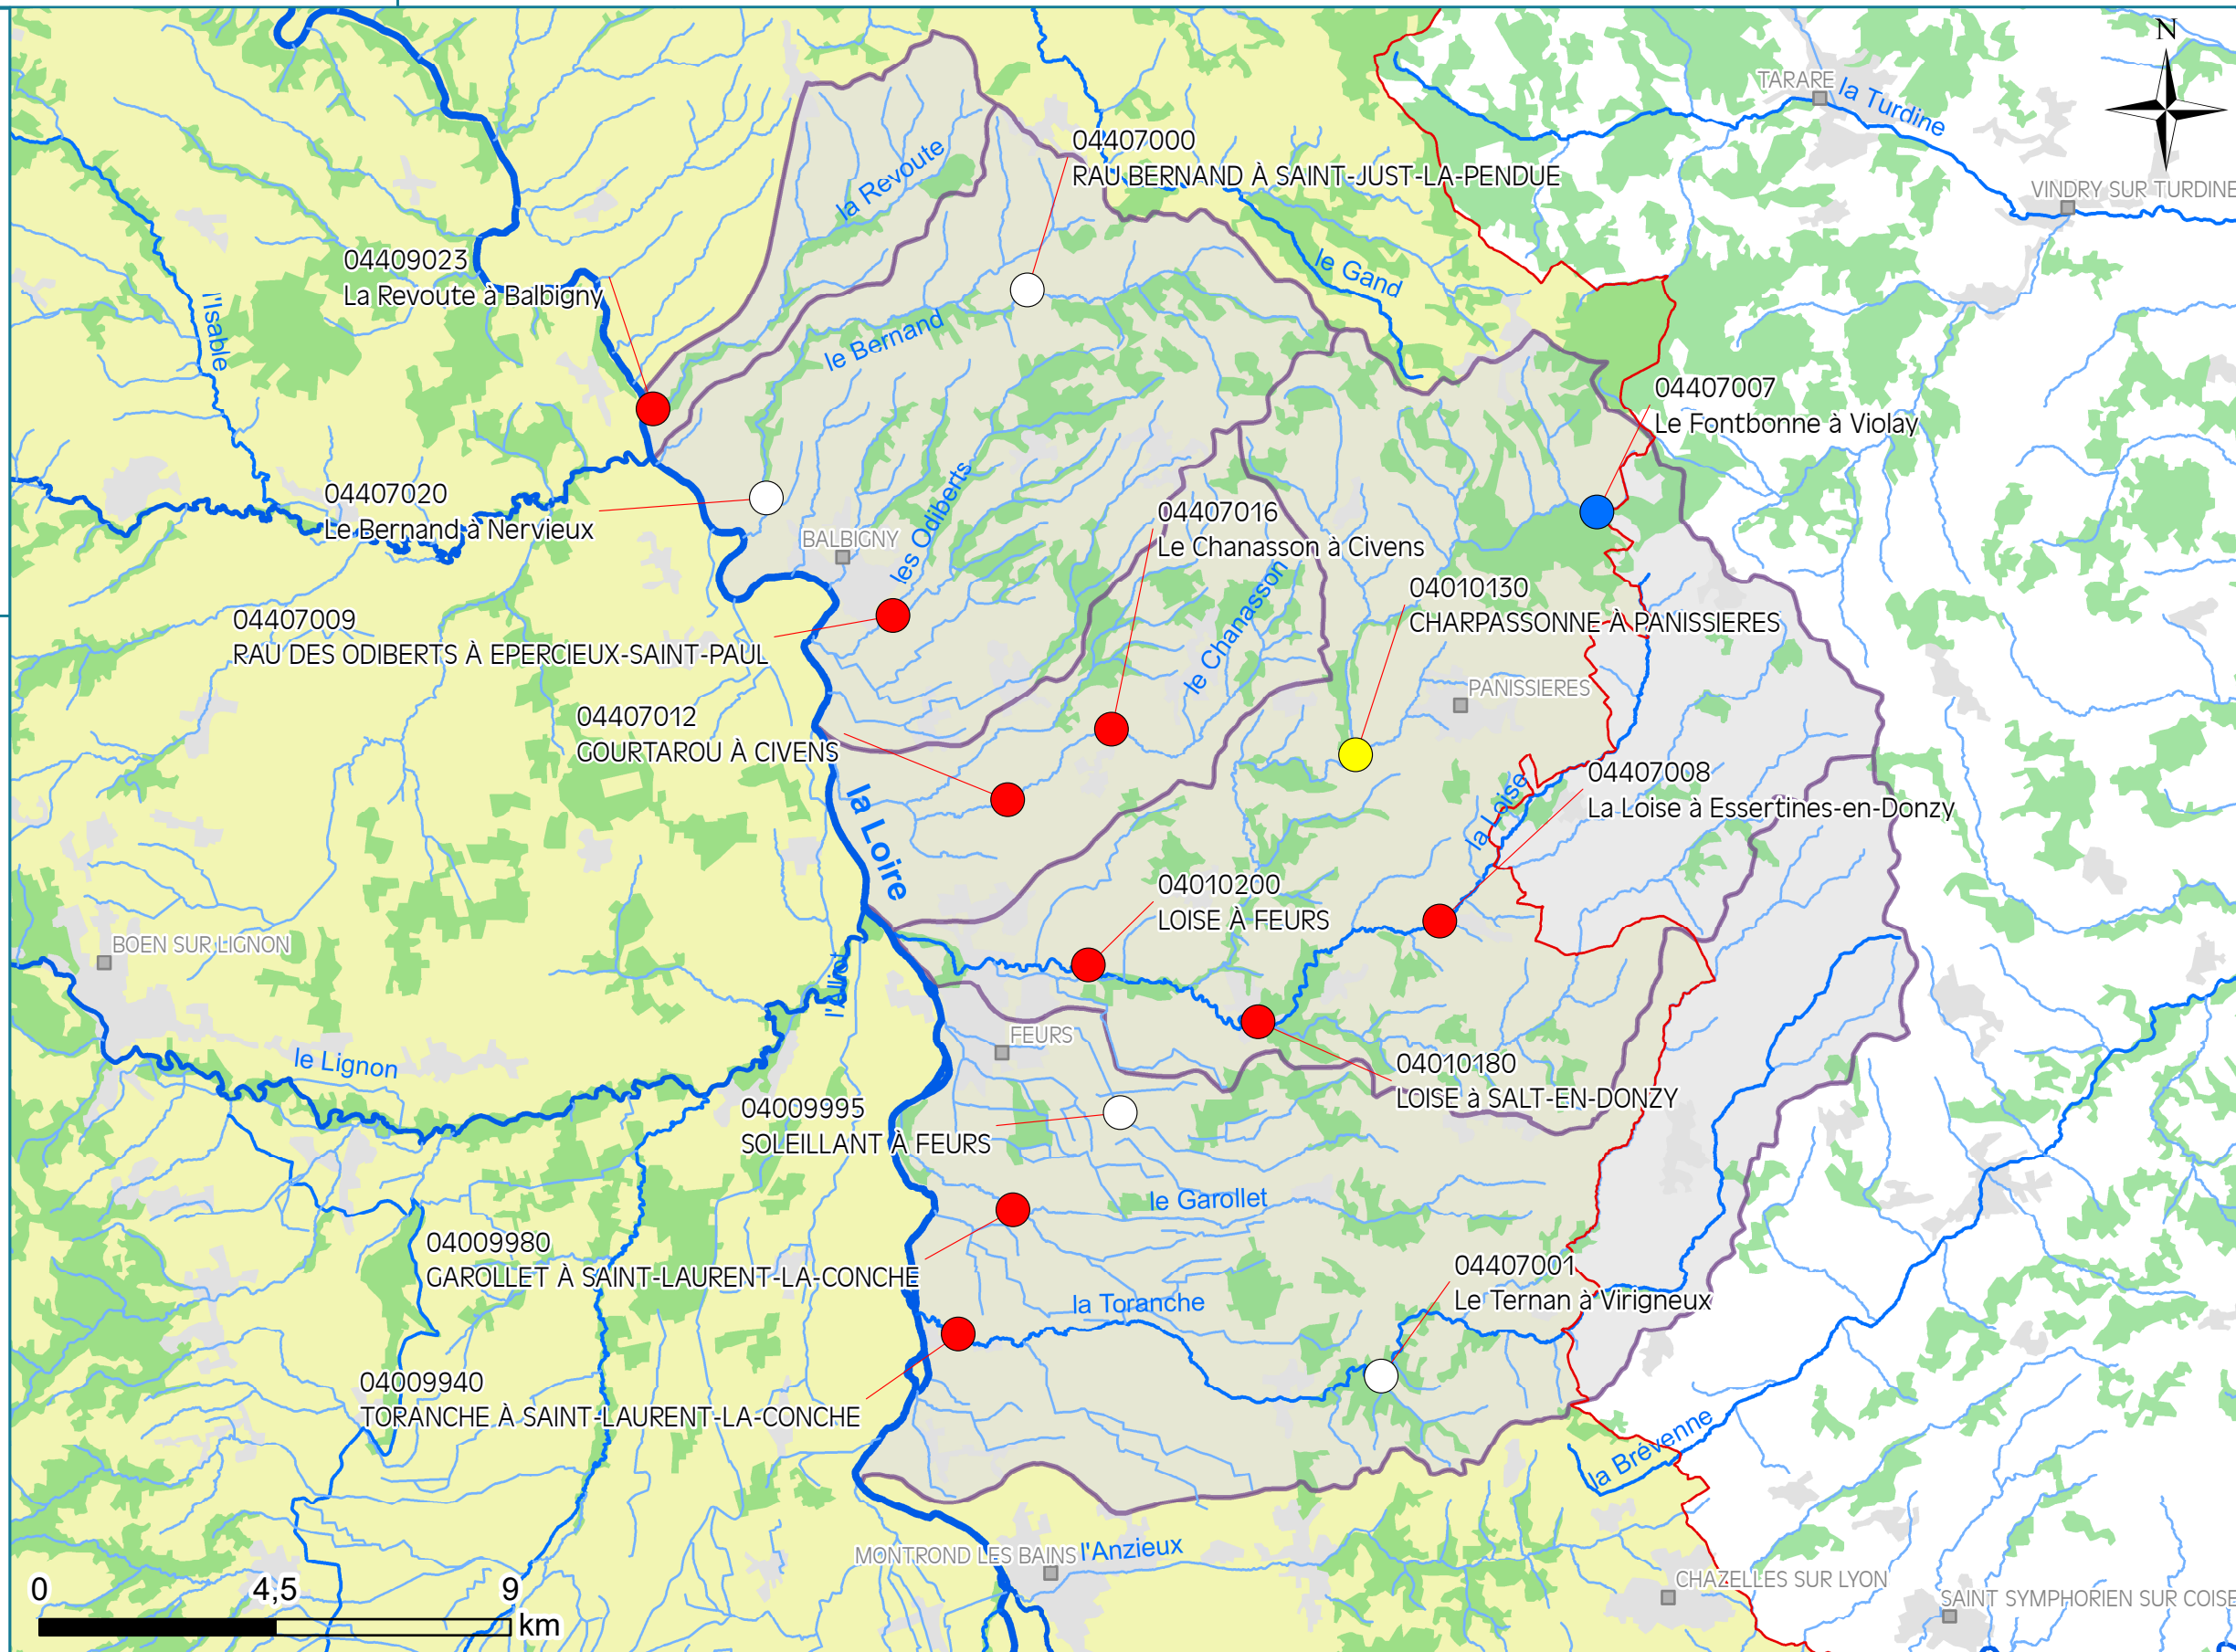 N
TARARE
la Turdine
VINDRY SUR TURDINE
04407000
RAU BERNAND À SAINT-JUST-LA-PENDUE
la Revoute
le Gand
04409023
La Revoute à Balbigny
l'Isable
le Bernand
04407007
Le Fontbonne à Violay
04407020
Le Bernand à Nervieux
BALBIGNY
les Odiberts
04407016
Le Chanasson à Civens
le Chanasson
04010130
CHARPASSONNE À PANISSIERES
04407009
RAU DES ODIBERTS À EPERCIEUX-SAINT-PAUL
PANISSIERES
04407012
GOURTAROU À CIVENS
la Loire
la Loise
04407008
La Loise à Essertines-en-Donzy
04010200
LOISE À FEURS
BOEN SUR LIGNON
FEURS
le Lignon
04010180
LOISE à SALT-EN-DONZY
04009995
SOLEILLANT À FEURS
le Garollet
04009980
GAROLLET À SAINT-LAURENT-LA-CONCHE
04407001
Le Ternan à Virigneux
la Toranche
04009940
TORANCHE À SAINT-LAURENT-LA-CONCHE
la Brévenne
MONTROND LES BAINS
l'Anzieux
CHAZELLES SUR LYON
SAINT SYMPHORIEN SUR COISE
0 4,5 9
km